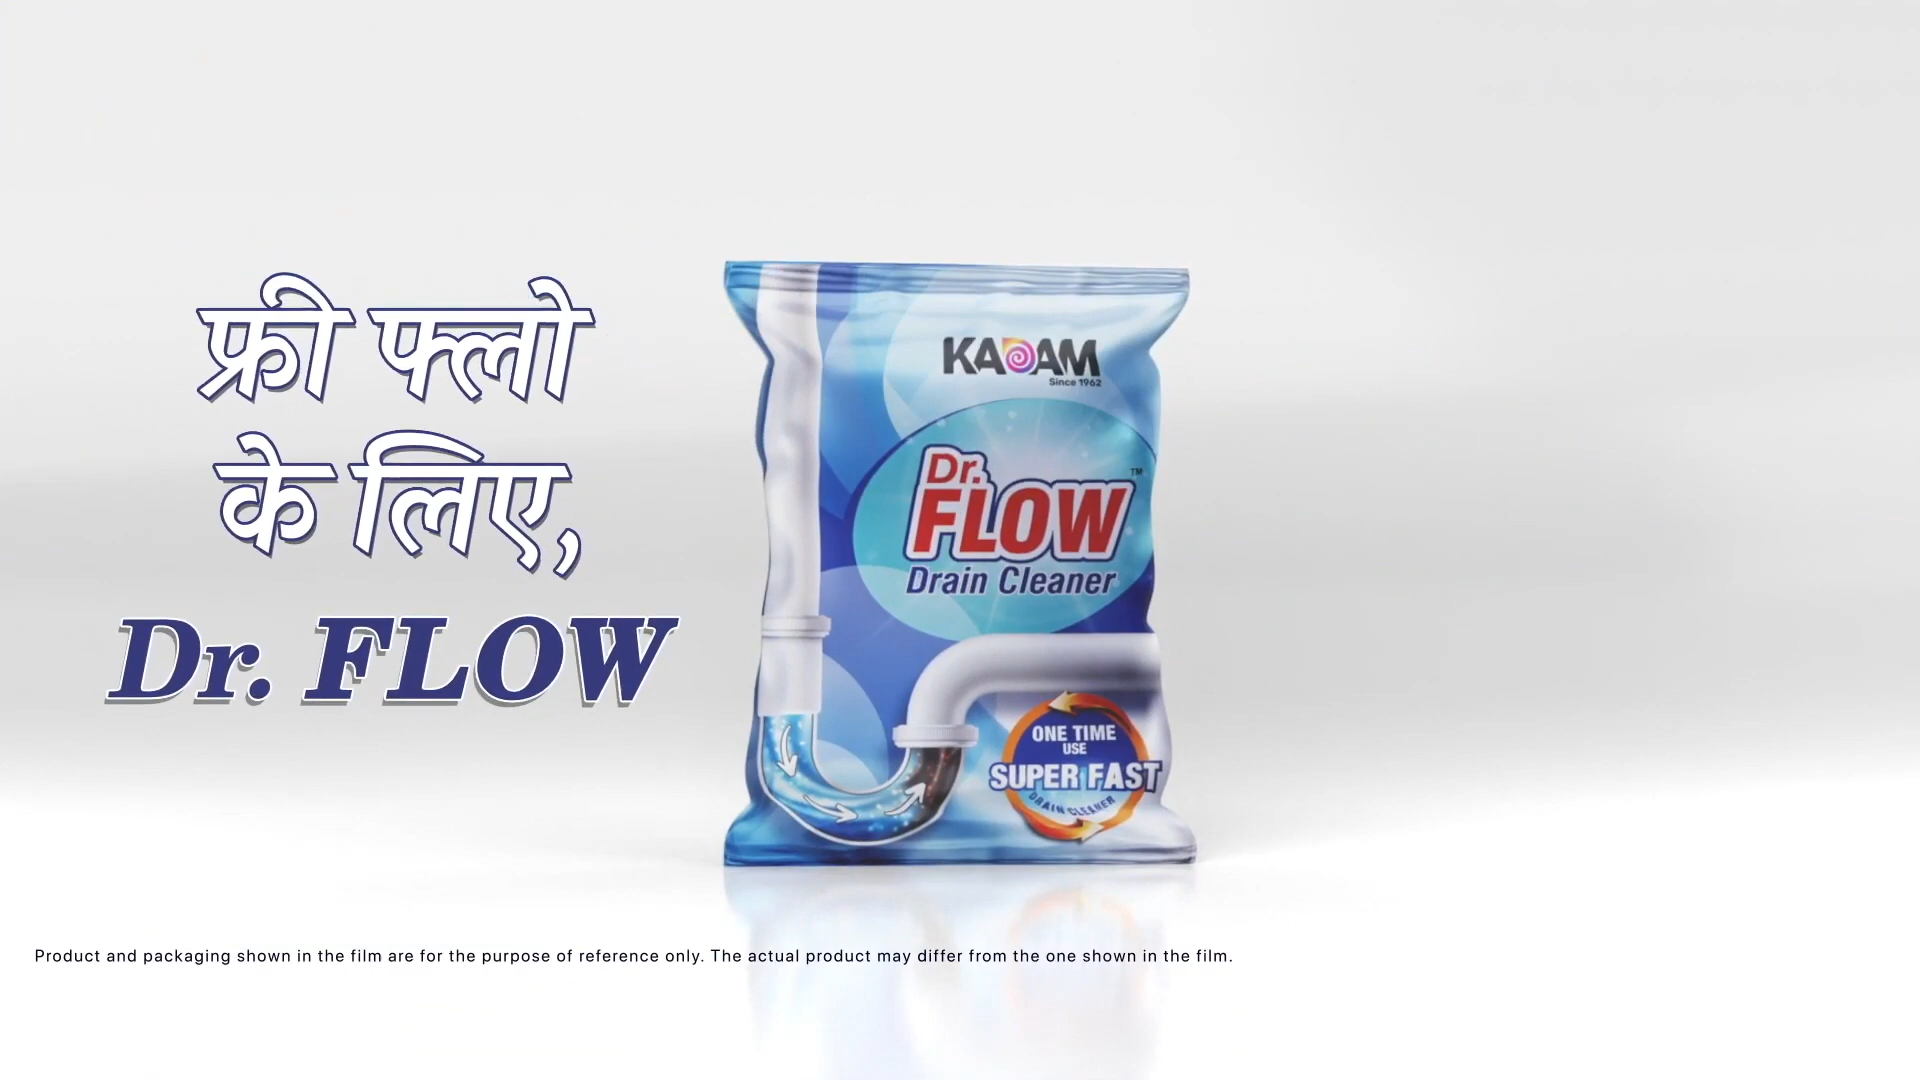 फ्री फ्लो
के लिए,
Dr. FLOW
KADAM
Since 1962
Dr.
FLOW
TM
Drain Cleaner
ONE TIME
USE
SUPER FAST
DRAIN CLEANER
Product and packaging shown in the film are for the purpose of reference only. The actual product may differ from the one shown in the film.